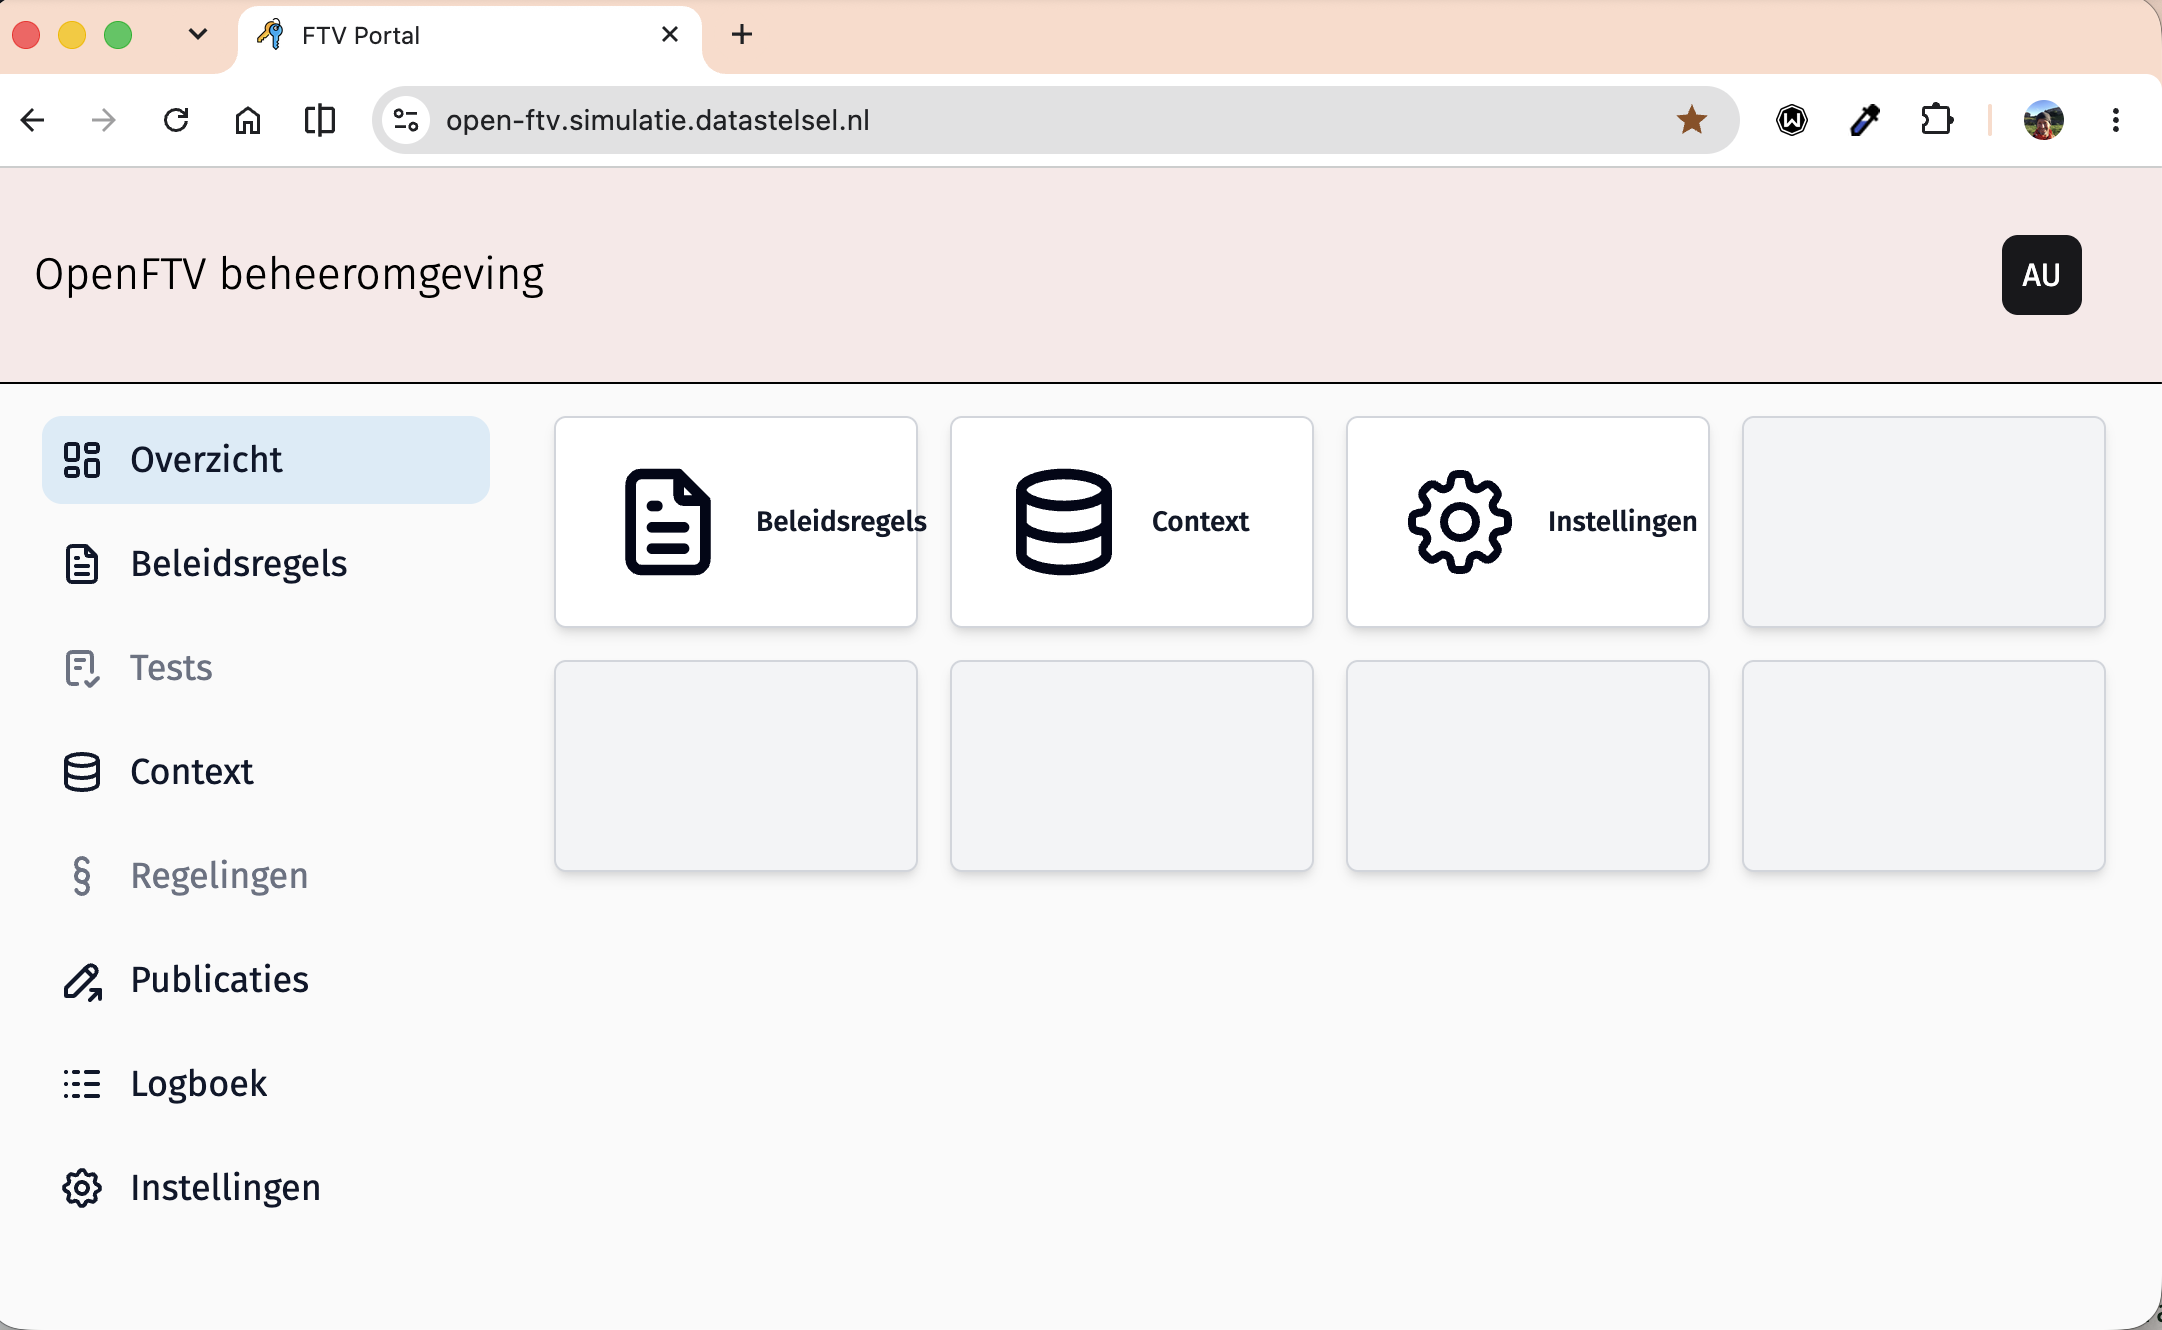 FTV Portal
open-ftv.simulatie.datastelsel.nl
OpenFTV beheeromgeving
AU
Overzicht
Beleidsregels
Tests
Context
§ Regelingen
Publicaties
Logboek
Instellingen
Beleidsregels
Context
Instellingen